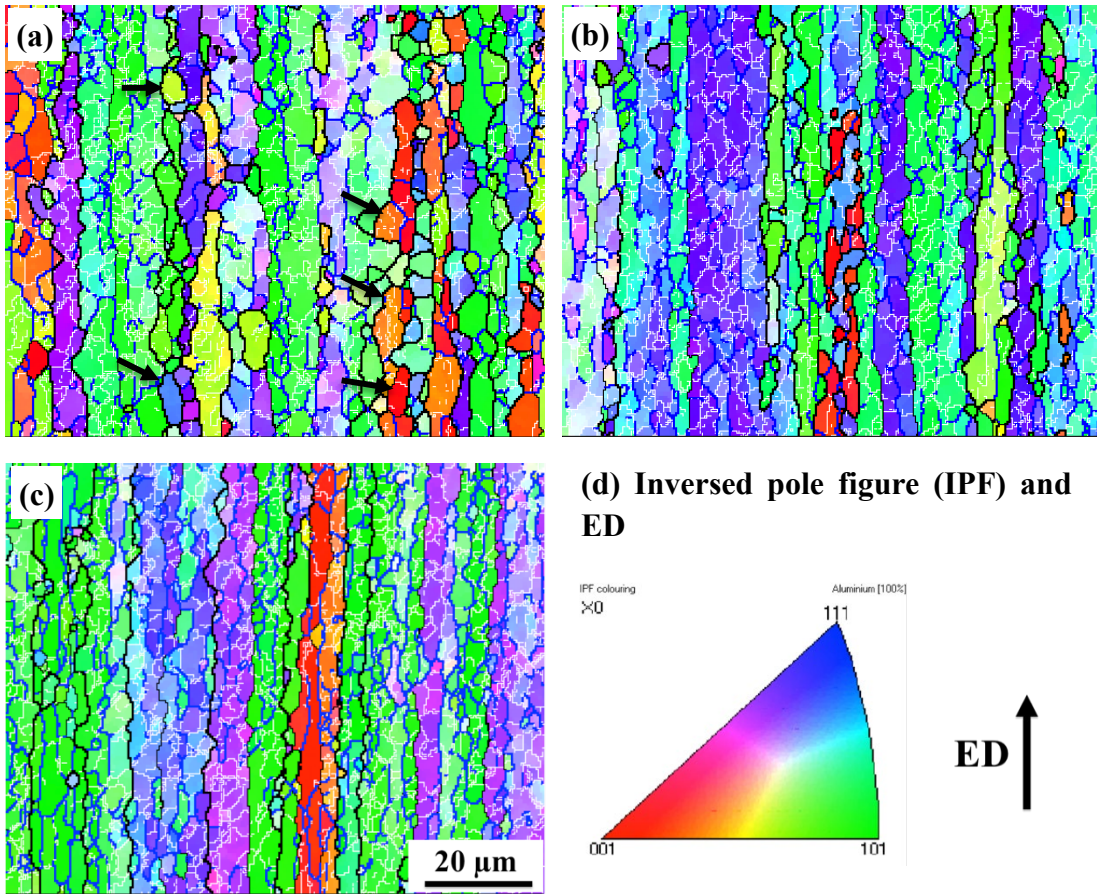 (a)
(b)
(c)
20 µm
(d) Inversed pole figure (IPF) and
ED
IPF colouring
X0
Aluminium [100%]
111
001
101
ED